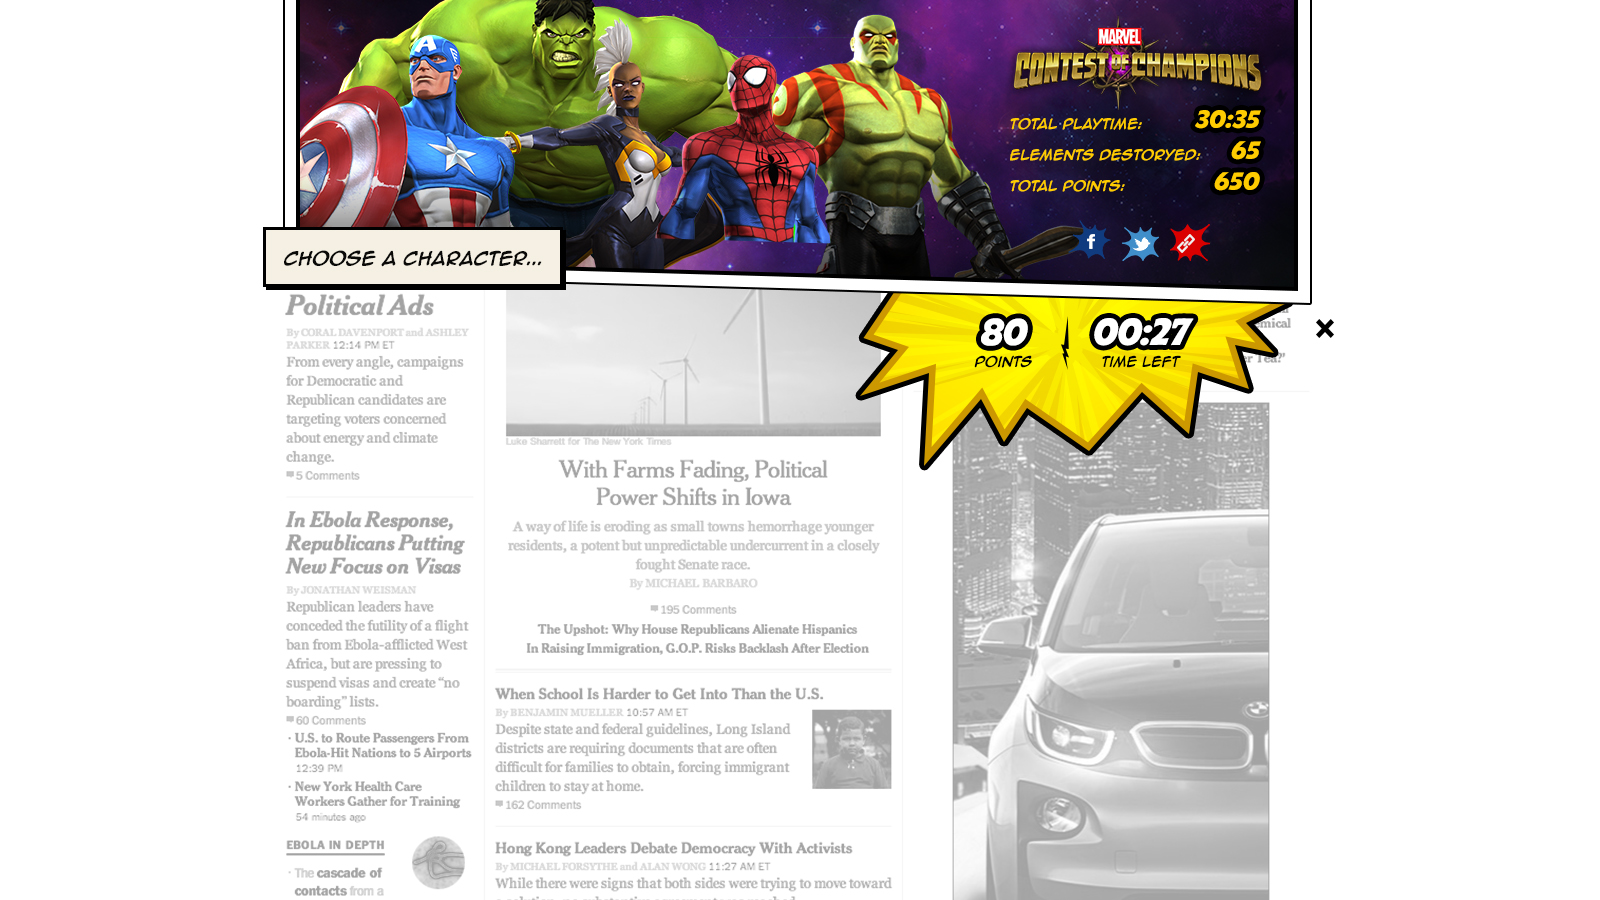 MARVEL
CONTEST OF CHAMPIONS
TOTAL PLAYTIME: 30:35
ELEMENTS DESTORYED: 65
TOTAL POINTS: 650
CHOOSE A CHARACTER...
80
POINTS
00:27
TIME LEFT
Political Ads
By CORAL DAVENPORT and ASHLEY
PARKER 12:14 PM ET
From every angle, campaigns
for Democratic and
Republican candidates are
targeting voters concerned
about energy and climate
change.
5 Comments
In Ebola Response,
Republicans Putting
New Focus on Visas
By JONATHAN WEISMAN
Republican leaders have
conceded the futility of a flight
ban from Ebola-afflicted West
Africa, but are pressing to
suspend visas and create “no
boarding” lists.
60 Comments
· U.S. to Route Passengers From
Ebola-Hit Nations to 5 Airports
12:39 PM
· New York Health Care
Workers Gather for Training
54 minutes ago
EBOLA IN DEPTH
· The cascade of
contacts from a
Luke Sharrett for The New York Times
With Farms Fading, Political
Power Shifts in Iowa
A way of life is eroding as small towns hemorrhage younger
residents, a potent but unpredictable undercurrent in a closely
fought Senate race.
By MICHAEL BARBARO
195 Comments
The Upshot: Why House Republicans Alienate Hispanics
In Raising Immigration, G.O.P. Risks Backlash After Election
When School Is Harder to Get Into Than the U.S.
By BENJAMIN MUELLER 10:57 AM ET
Despite state and federal guidelines, Long Island
districts are requiring documents that are often
difficult for families to obtain, forcing immigrant
children to stay at home.
162 Comments
Hong Kong Leaders Debate Democracy With Activists
By MICHAEL FORSYTHE and ALAN WONG 11:27 AM ET
While there were signs that both sides were trying to move toward
Tea?’